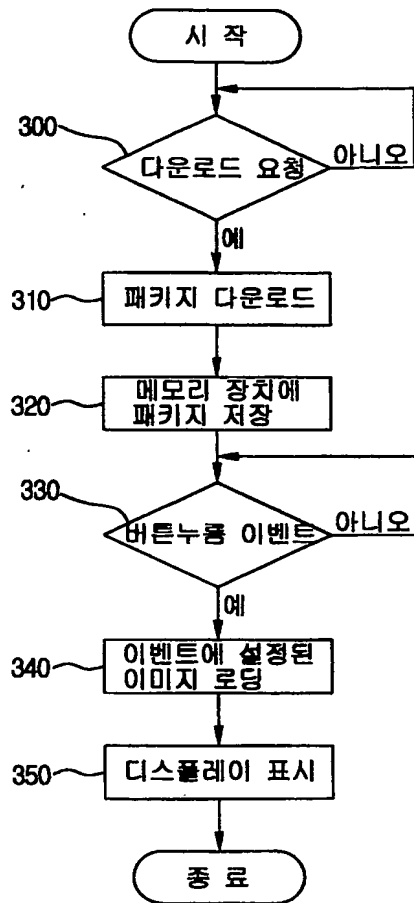 시 작
300
다운로드 요청
아니오
예
310
패키지 다운로드
320
메모리 장치에
패키지 저장
330
버튼누름 이벤트
아니오
예
340
이벤트에 설정된
이미지 로딩
350
디스플레이 표시
종 료